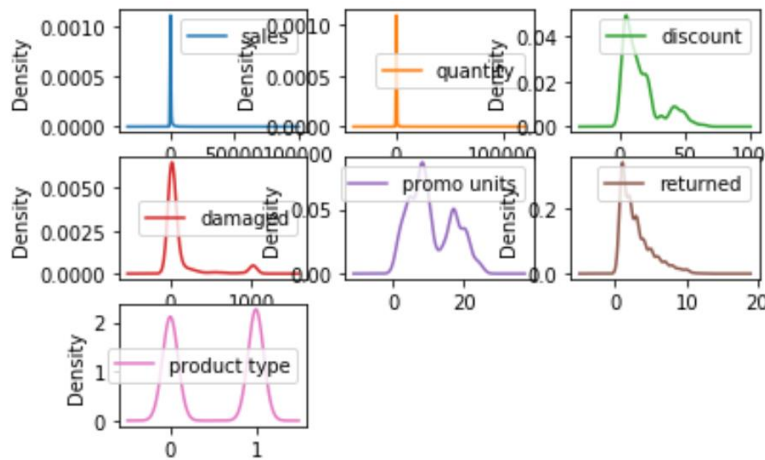 Density
0.0010
0.0005
0.0000
sales
0
Density
0.0010
0.0005
0.0000
quantity
0
100000
Density
0.04
0.02
0.00
discount
0
50
100
Density
0.0050
0.0025
0.0000
damaged
0
1000
Density
0.05
0.00
promo units
0
20
Density
0.2
0.0
returned
0
10
20
Density
2
1
0
product type
0
1